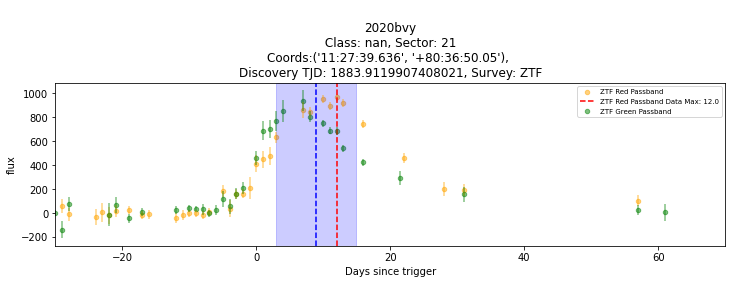 2020bvy
Class: nan, Sector: 21
Coords:('11:27:39.636', '+80:36:50.05'),
Discovery TJD: 1883.9119907408021, Survey: ZTF
ZTF Red Passband
ZTF Red Passband Data Max: 12.0
ZTF Green Passband
flux
1000
800
600
400
200
0
−200
−20
0
20
40
60
Days since trigger